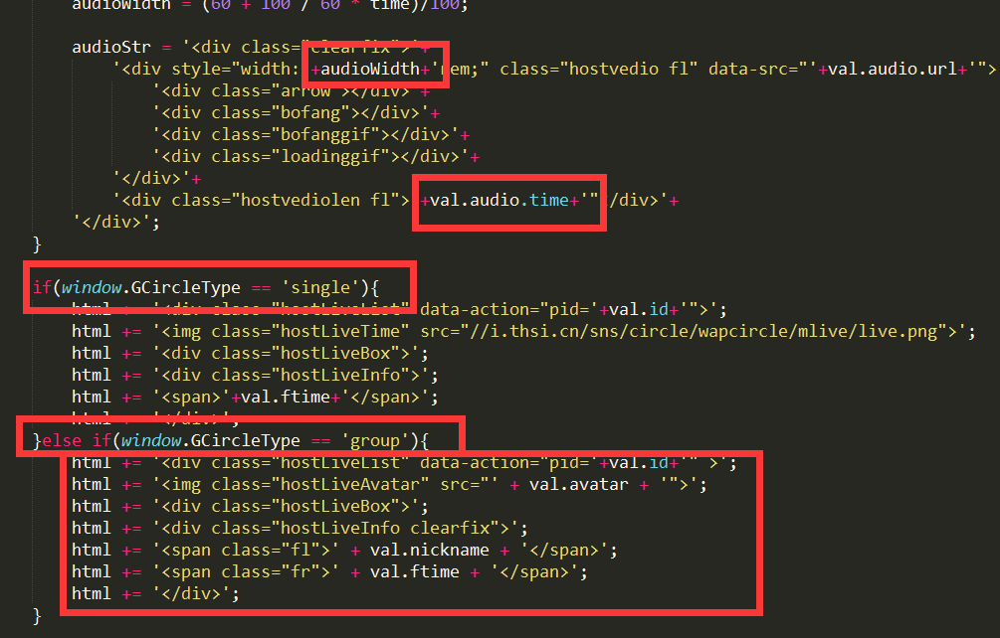 audioWidth = (60 + 100 / 60 * time)/100;
audioStr = '<div class="clearfix">'+
'<div style="width: +audioWidth+'rem;" class="hostvedio fl" data-src="'+val.audio.url+'">
'<div class="arrow"></div>'+
'<div class="bofang"></div>'+
'<div class="bofanggif"></div>'+
'<div class="loadinggif"></div>'+
'</div>'+
'<div class="hostvediolen fl"> +val.audio.time+'"</div>'+
'</div>';
}
if(window.GCircleType == 'single'){
html += '<div class="hostLiveList" data-action="pid='+val.id+'">';
html += '<img class="hostLiveTime" src="//i.thsi.cn/sns/circle/wapcircle/mlive/live.png">';
html += '<div class="hostLiveBox">';
html += '<div class="hostLiveInfo">';
html += '<span>'+val.ftime+'</span>';
html += '</div>';
}else if(window.GCircleType == 'group'){
html += '<div class="hostLiveList" data-action="pid='+val.id+'" >';
html += '<img class="hostLiveAvatar" src="' + val.avatar + '">';
html += '<div class="hostLiveBox">';
html += '<div class="hostLiveInfo clearfix">';
html += '<span class="fl">' + val.nickname + '</span>';
html += '<span class="fr">' + val.ftime + '</span>';
html += '</div>';
}